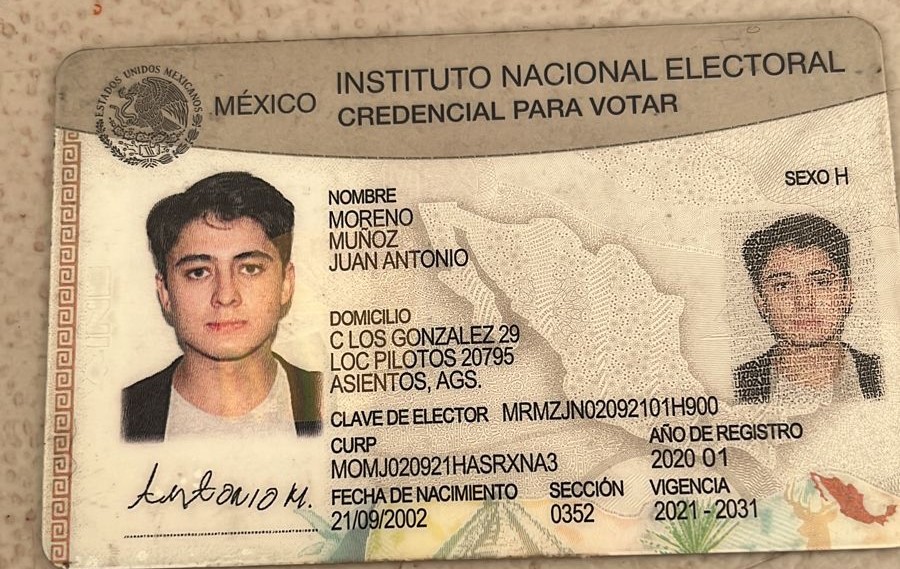 ESTADOS UNIDOS MEXICANOS
MÉXICO
INSTITUTO NACIONAL ELECTORAL
CREDENCIAL PARA VOTAR
SEXO H
NOMBRE
MORENO
MUÑOZ
JUAN ANTONIO
DOMICILIO
C LOS GONZALEZ 29
LOC PILOTOS 20795
ASIENTOS, AGS.
CLAVE DE ELECTOR MRMZJN02092101H900
CURP
MOMJ020921HASRXNA3
AÑO DE REGISTRO
2020 01
FECHA DE NACIMIENTO
21/09/2002
SECCIÓN
0352
VIGENCIA
2021 - 2031
Antonio M.
INE